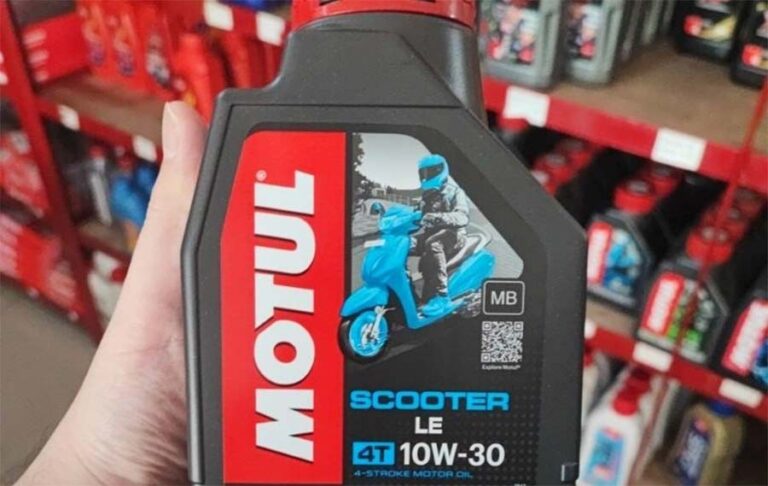 MOTUL
MB
Explore Motul®
SCOOTER
LE
4T 10W-30
4-STROKE MOTOR OIL